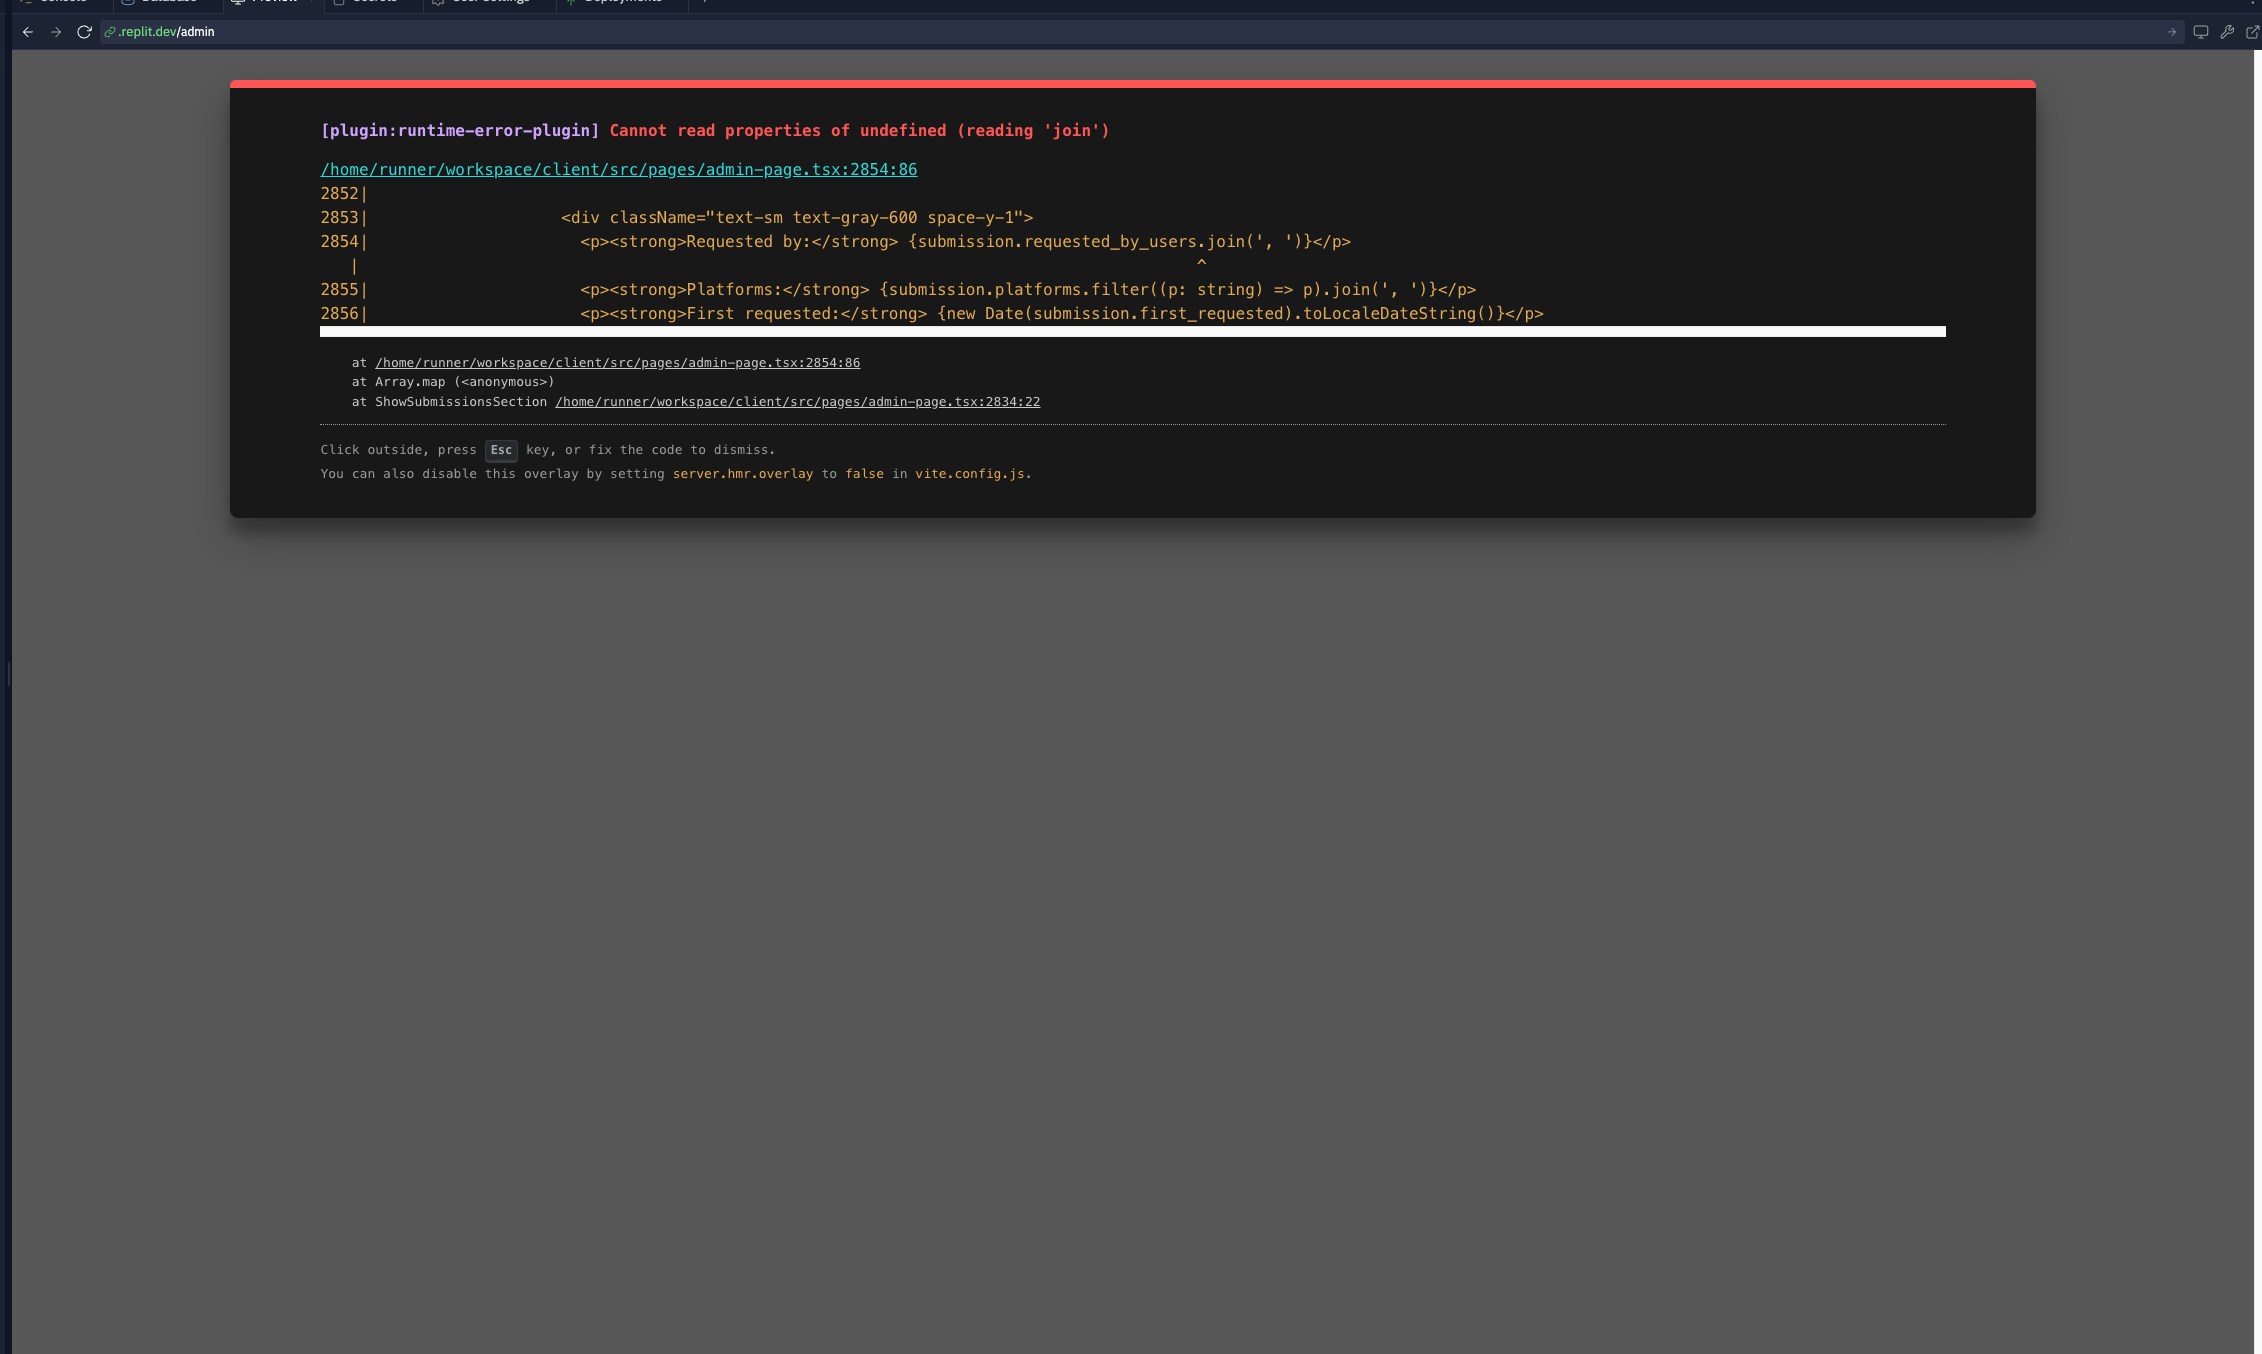 .replit.dev/admin
[plugin:runtime-error-plugin] Cannot read properties of undefined (reading 'join')
/home/runner/workspace/client/src/pages/admin-page.tsx:2854:86
2852|
2853|                    <div className="text-sm text-gray-600 space-y-1">
2854|                      <p><strong>Requested by:</strong> {submission.requested_by_users.join(', ')}</p>
|                                                                                       ^
2855|                      <p><strong>Platforms:</strong> {submission.platforms.filter((p: string) => p).join(', ')}</p>
2856|                      <p><strong>First requested:</strong> {new Date(submission.first_requested).toLocaleDateString()}</p>
at /home/runner/workspace/client/src/pages/admin-page.tsx:2854:86
at Array.map (<anonymous>)
at ShowSubmissionsSection /home/runner/workspace/client/src/pages/admin-page.tsx:2834:22
Click outside, press Esc key, or fix the code to dismiss.
You can also disable this overlay by setting server.hmr.overlay to false in vite.config.js.